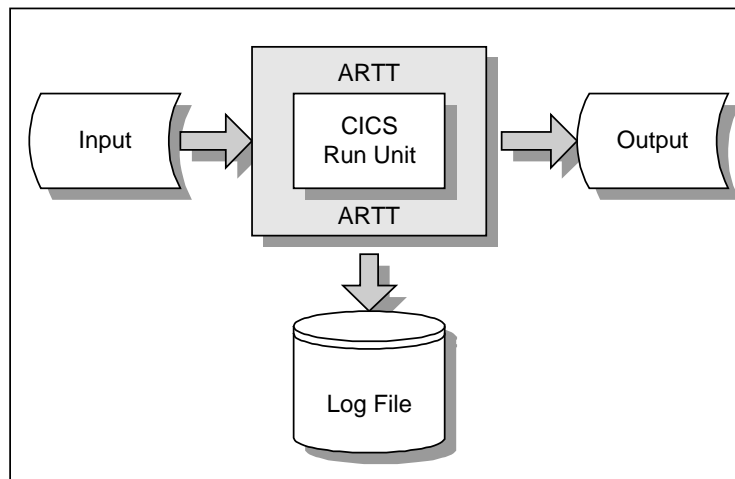 ARTT
Input
CICS
Run Unit
Output
ARTT
Log File